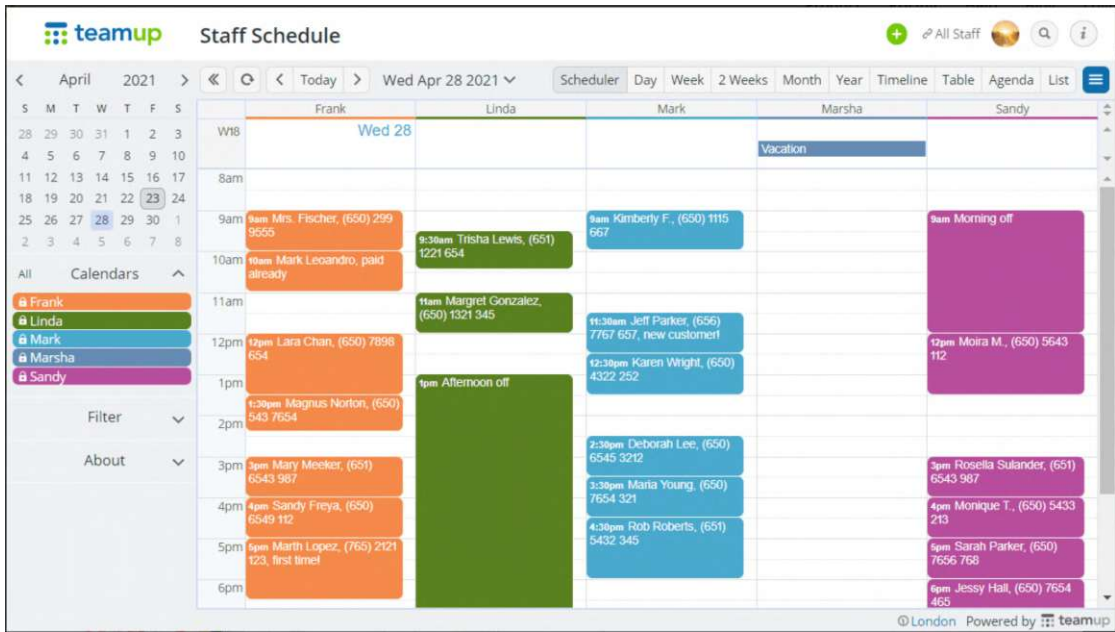 teamup
Staff Schedule
All Staff
April 2021
Today
Wed Apr 28 2021
Scheduler Day Week 2 Weeks Month Year Timeline Table Agenda List
S M T W T F S
28 29 30 31 1 2 3
4 5 6 7 8 9 10
11 12 13 14 15 16 17
18 19 20 21 22 23 24
25 26 27 28 29 30 1
2 3 4 5 6 7 8
All Calendars
Frank
Linda
Mark
Marsha
Sandy
Filter
About
Frank Linda Mark Marsha Sandy
W18 Wed 28
Vacation
8am
9am
10am
11am
12pm
1pm
2pm
3pm
4pm
5pm
6pm
9am Mrs. Fischer, (650) 299
9555
10am Mark Leoandro, paid
already
12pm Lara Chan, (650) 7898
654
1:30pm Magnus Norton, (650)
543 7654
3pm Mary Meeker, (651)
6543 987
4pm Sandy Freya, (650)
6549 112
5pm Marth Lopez, (765) 2121
123, first time!
9:30am Trisha Lewis, (651)
1221 654
11am Margret Gonzalez,
(650) 1321 345
1pm Afternoon off
9am Kimberly F., (650) 1115
667
11:30am Jeff Parker, (656)
7767 657, new customer!
12:30pm Karen Wright, (650)
4322 252
2:30pm Deborah Lee, (650)
6545 3212
3:30pm Maria Young, (650)
7654 321
4:30pm Rob Roberts, (651)
5432 345
9am Morning off
12pm Moira M., (650) 5643
112
3pm Rosella Sulander, (651)
6543 987
4pm Monique T., (650) 5433
213
5pm Sarah Parker, (650)
7656 768
6pm Jessy Hall, (650) 7654
465
London Powered by teamup